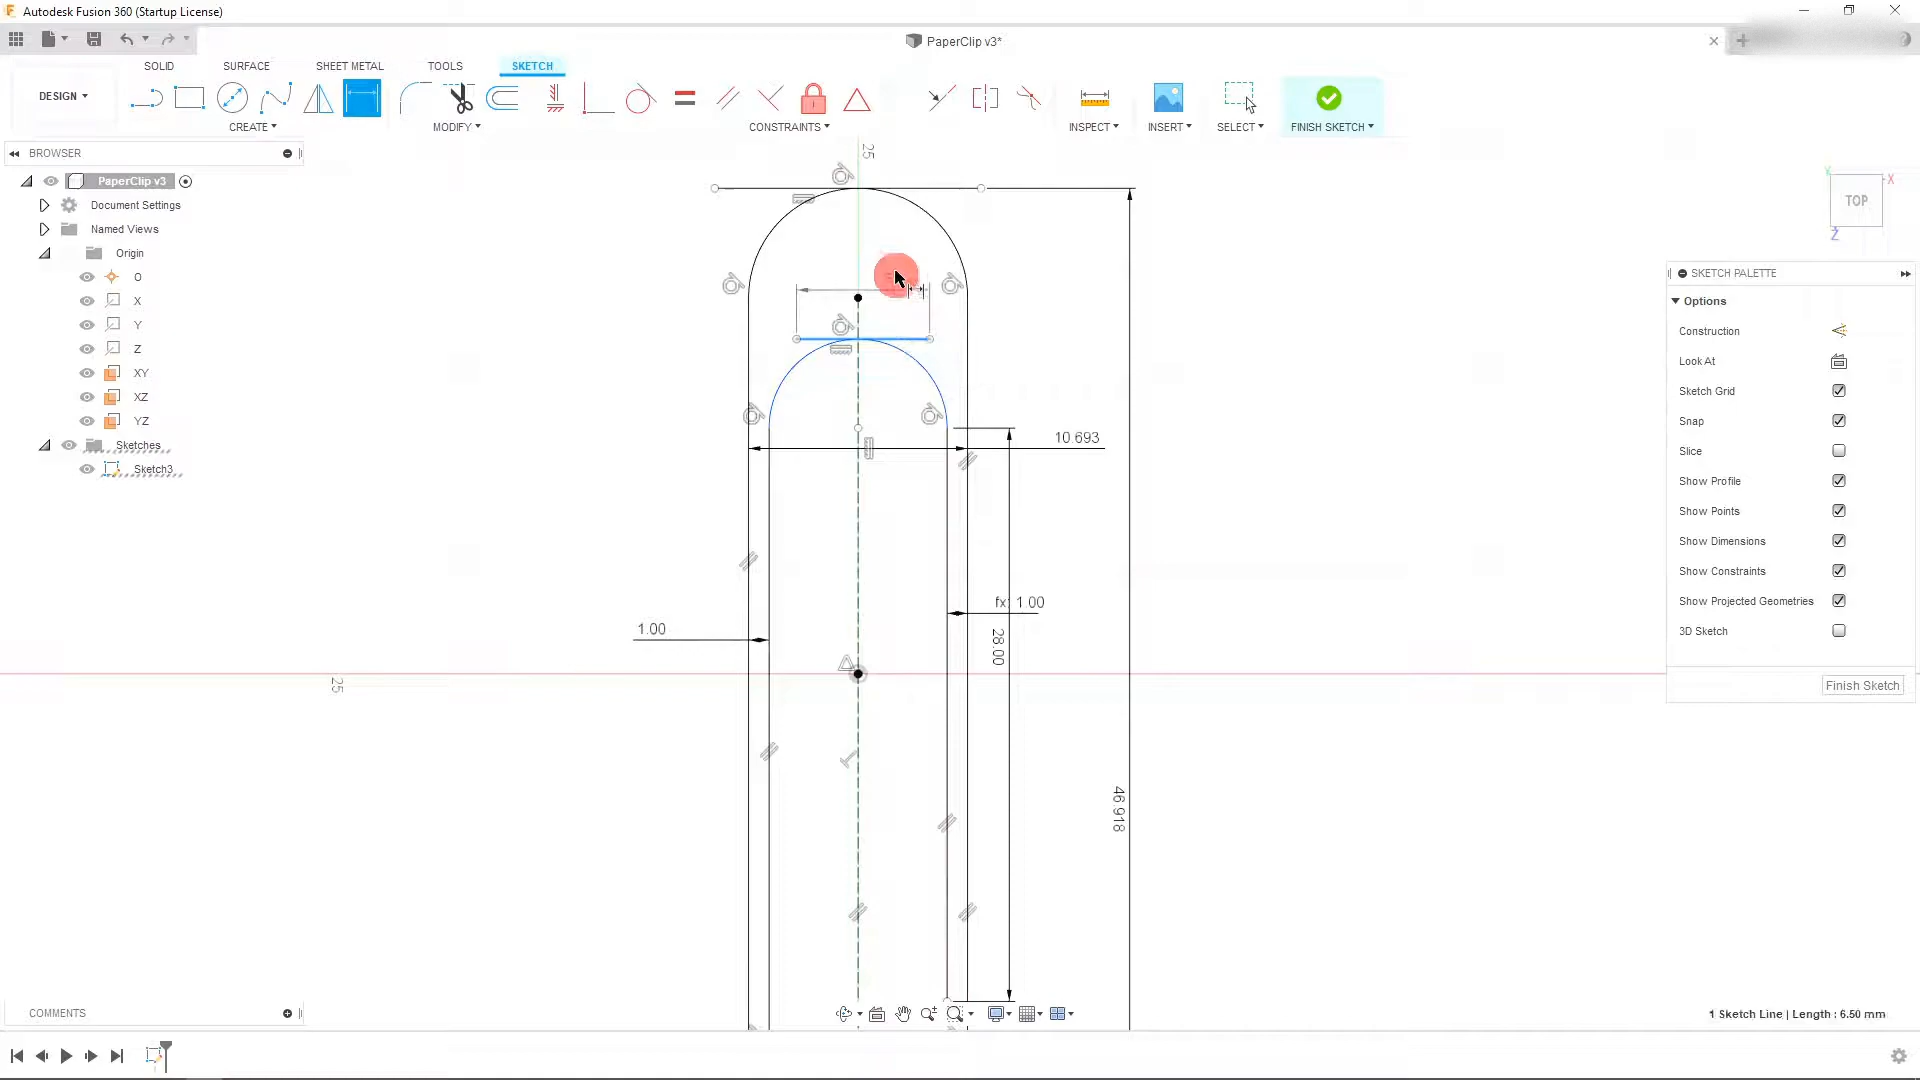 Autodesk Fusion 360 (Startup License)
PaperClip v3*
SOLID
SURFACE
SHEET METAL
TOOLS
SKETCH
DESIGN
CREATE
MODIFY
CONSTRAINTS
INSPECT
INSERT
SELECT
FINISH SKETCH
BROWSER
PaperClip v3
Document Settings
Named Views
Origin
O
X
Y
Z
XY
XZ
YZ
Sketches
Sketch3
25
25
10.693
fx: 1.00
1.00
28.00
46.918
Y
X
TOP
Z
SKETCH PALETTE
Options
Construction
Look At
Sketch Grid
Snap
Slice
Show Profile
Show Points
Show Dimensions
Show Constraints
Show Projected Geometries
3D Sketch
Finish Sketch
COMMENTS
1 Sketch Line | Length : 6.50 mm